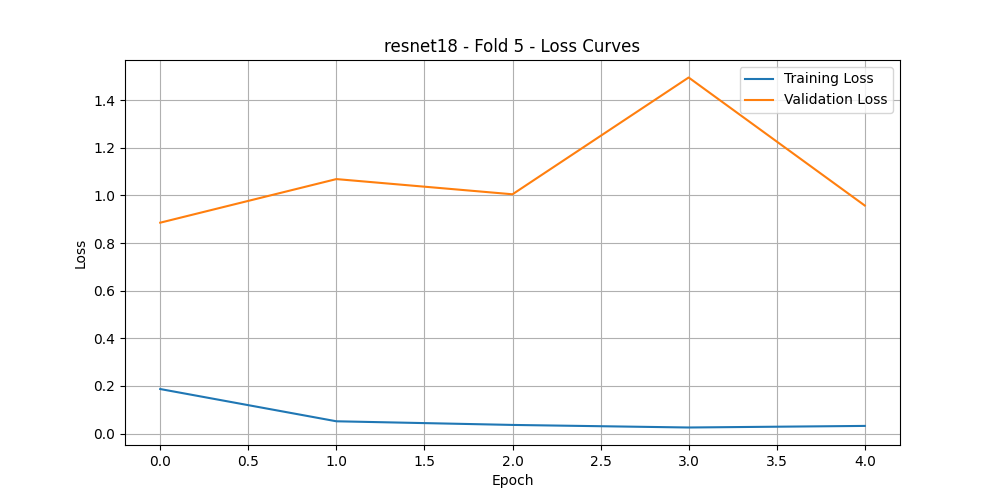 resnet18 - Fold 5 - Loss Curves
Training Loss
Validation Loss
Loss
1.4
1.2
1.0
0.8
0.6
0.4
0.2
0.0
0.0 0.5 1.0 1.5 2.0 2.5 3.0 3.5 4.0
Epoch